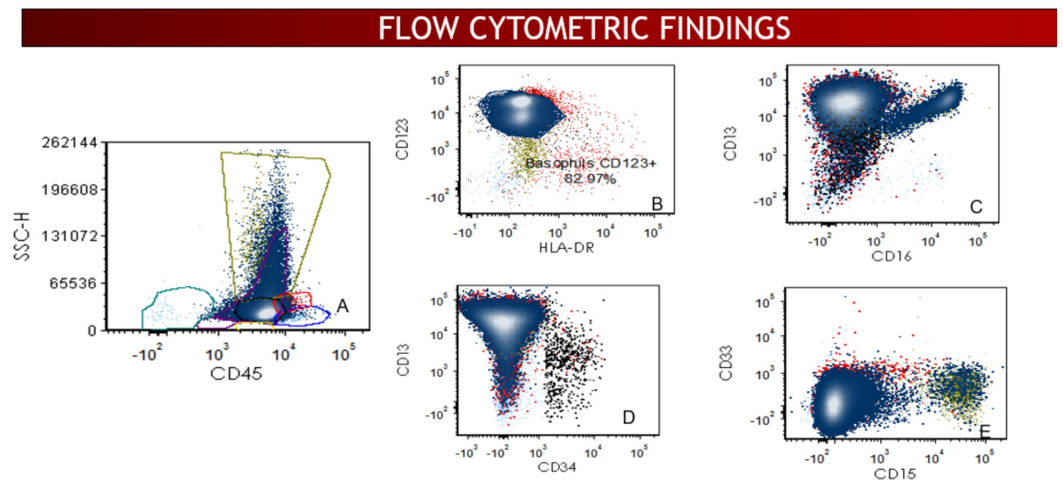 FLOW CYTOMETRIC FINDINGS
SSC-H
262144
196608
131072
65536
0
A
-10² 10³ 10⁴ 10⁵
CD45
CD123
10⁵
10⁴
10³
-10²
Basophils CD123+
82.97%
B
-10³ 10² 10³ 10⁴ 10⁵
HLA-DR
CD13
10⁵
10⁴
10³
-10²
C
-10² 10³ 10⁴ 10⁵
CD16
CD13
10⁵
10⁴
10³
-10²
D
-10³ -10² 10³ 10⁴ 10⁵
CD34
CD33
10⁵
10⁴
10³
-10²
E
-10² 10³ 10⁴ 10⁵
CD15